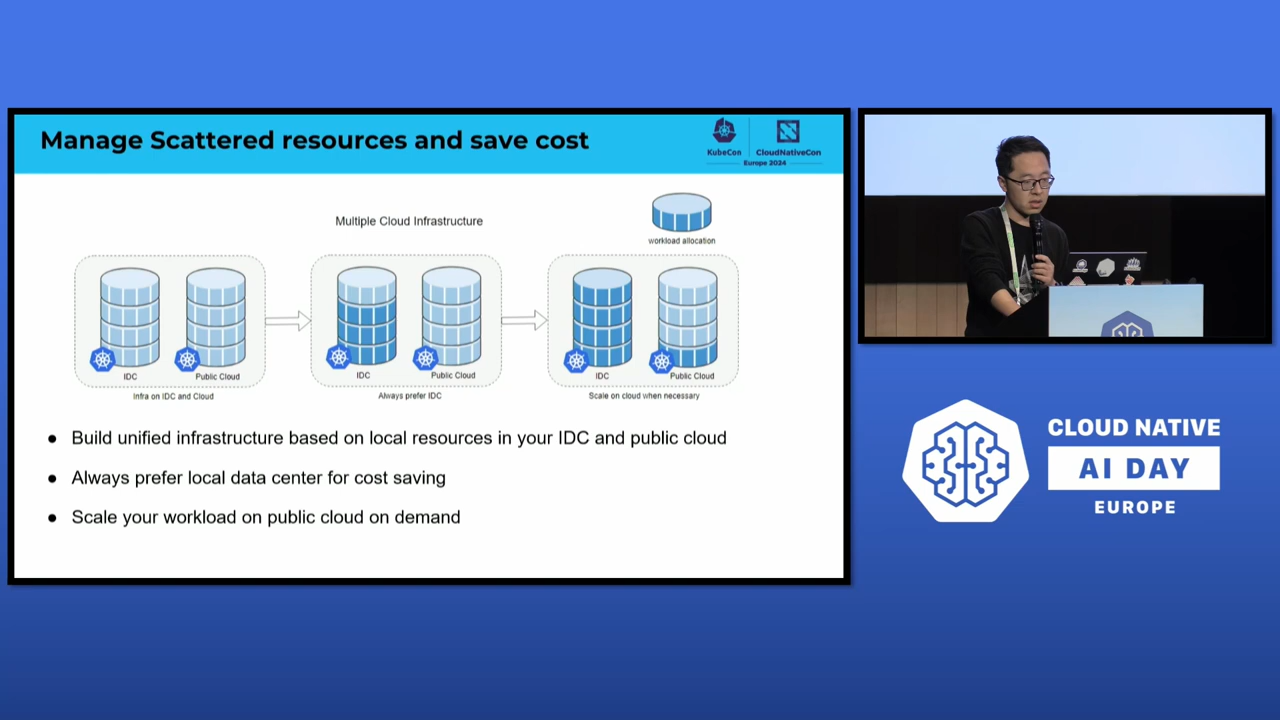 Manage Scattered resources and save cost
KubeCon
CloudNativeCon
Europe 2024
Multiple Cloud Infrastructure
workload allocation
IDC
Public Cloud
Infra on IDC and Cloud
IDC
Public Cloud
Always prefer IDC
IDC
Public Cloud
Scale on cloud when necessary
● Build unified infrastructure based on local resources in your IDC and public cloud
● Always prefer local data center for cost saving
● Scale your workload on public cloud on demand
CLOUD NATIVE
AI DAY
EUROPE